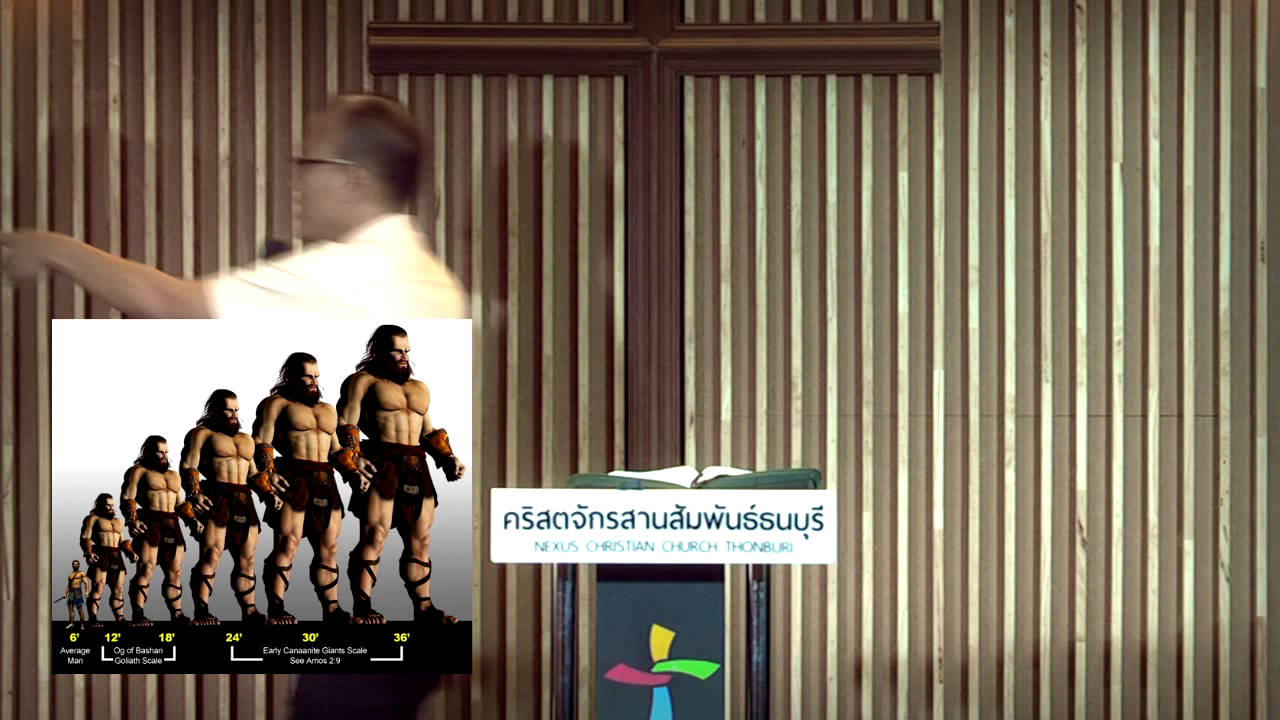 คริสตจักรสานสัมพันธ์ธนบุรี
NEXUS CHRISTIAN CHURCH THONBURI
6' 12' 18' 24' 30' 36'
Average Man
Og of Bashan
Goliath Scale
Early Canaanite Giants Scale
See Amos 2:9